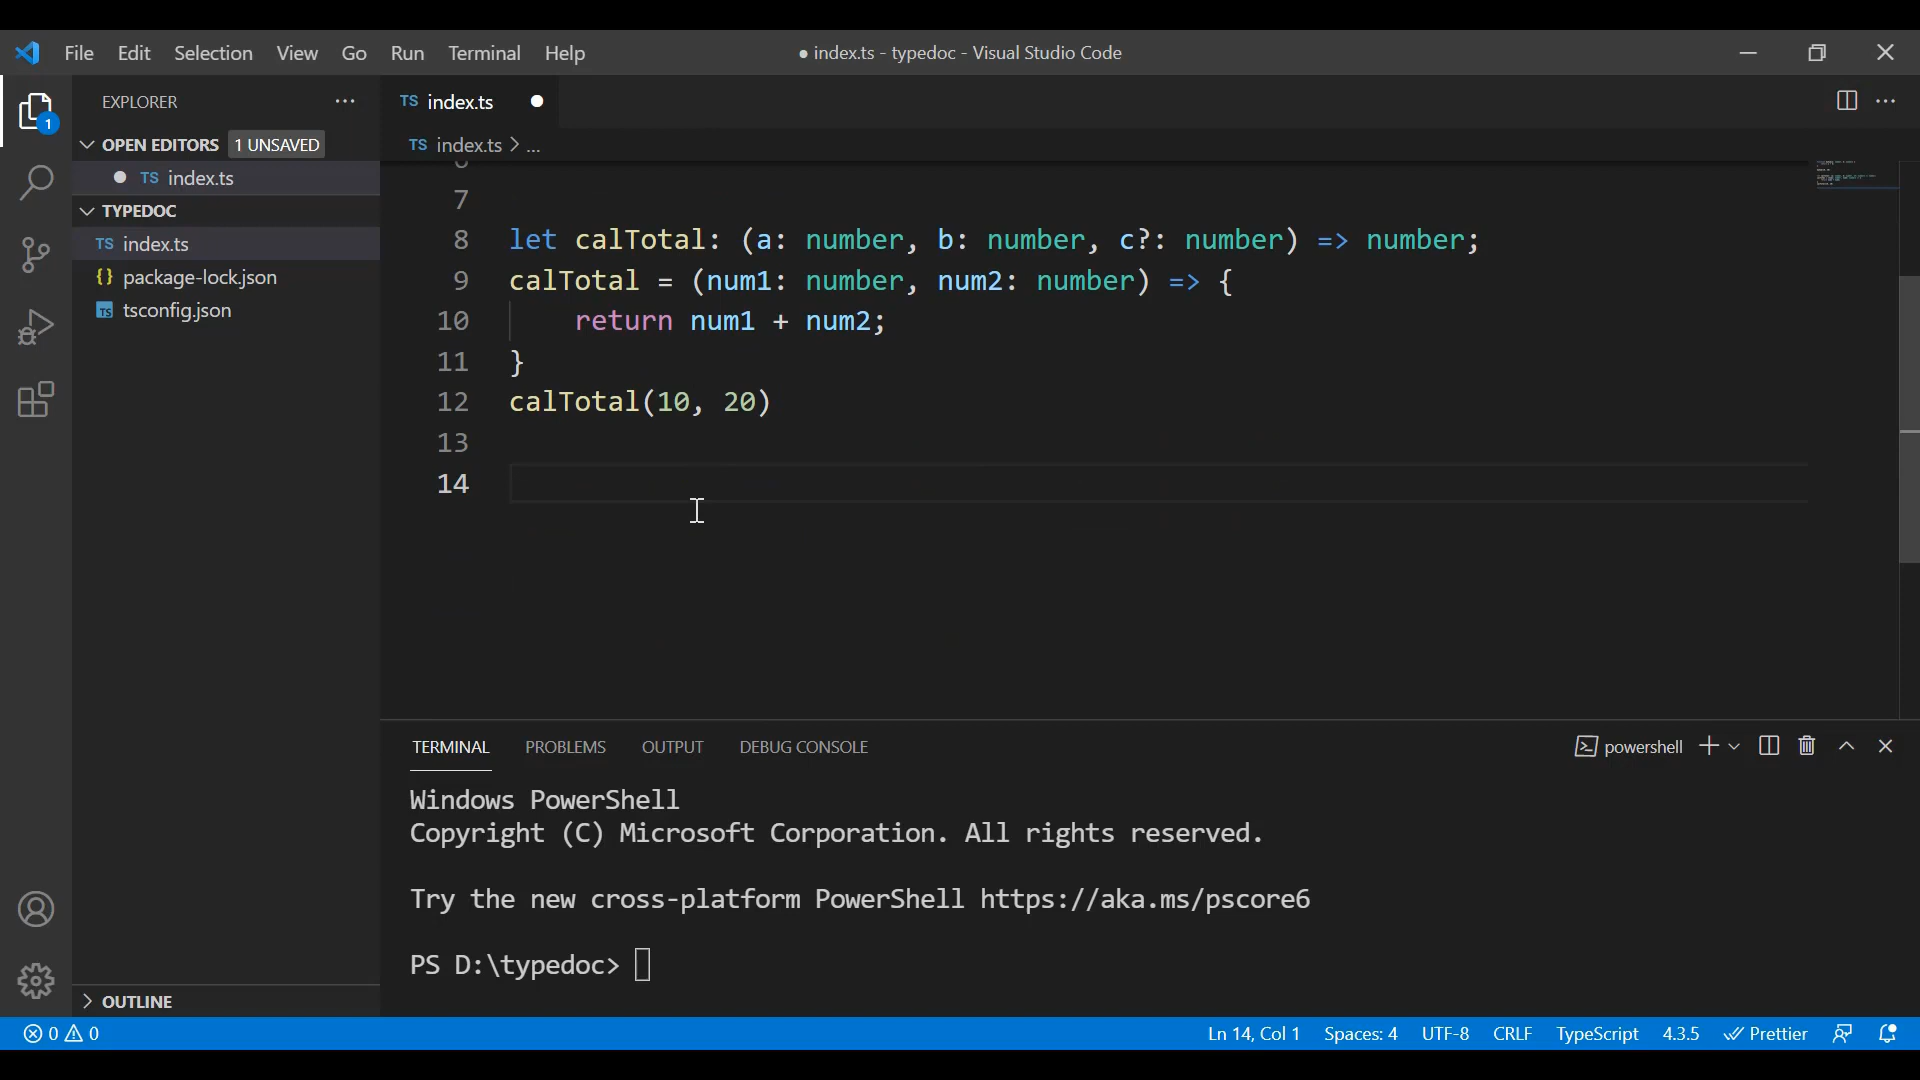 File Edit Selection View Go Run Terminal Help
● index.ts - typedoc - Visual Studio Code
EXPLORER
TS index.ts
1
OPEN EDITORS 1 UNSAVED
TS index.ts > ...
TS index.ts
TYPEDOC
TS index.ts
{} package-lock.json
TS tsconfig.json
7
8 let calTotal: (a: number, b: number, c?: number) => number;
9 calTotal = (num1: number, num2: number) => {
10 return num1 + num2;
11 }
12 calTotal(10, 20)
13
14
TERMINAL PROBLEMS OUTPUT DEBUG CONSOLE
powershell
Windows PowerShell
Copyright (C) Microsoft Corporation. All rights reserved.
Try the new cross-platform PowerShell https://aka.ms/pscore6
PS D:\typedoc>
OUTLINE
0 0
Ln 14, Col 1 Spaces: 4 UTF-8 CRLF TypeScript 4.3.5 Prettier